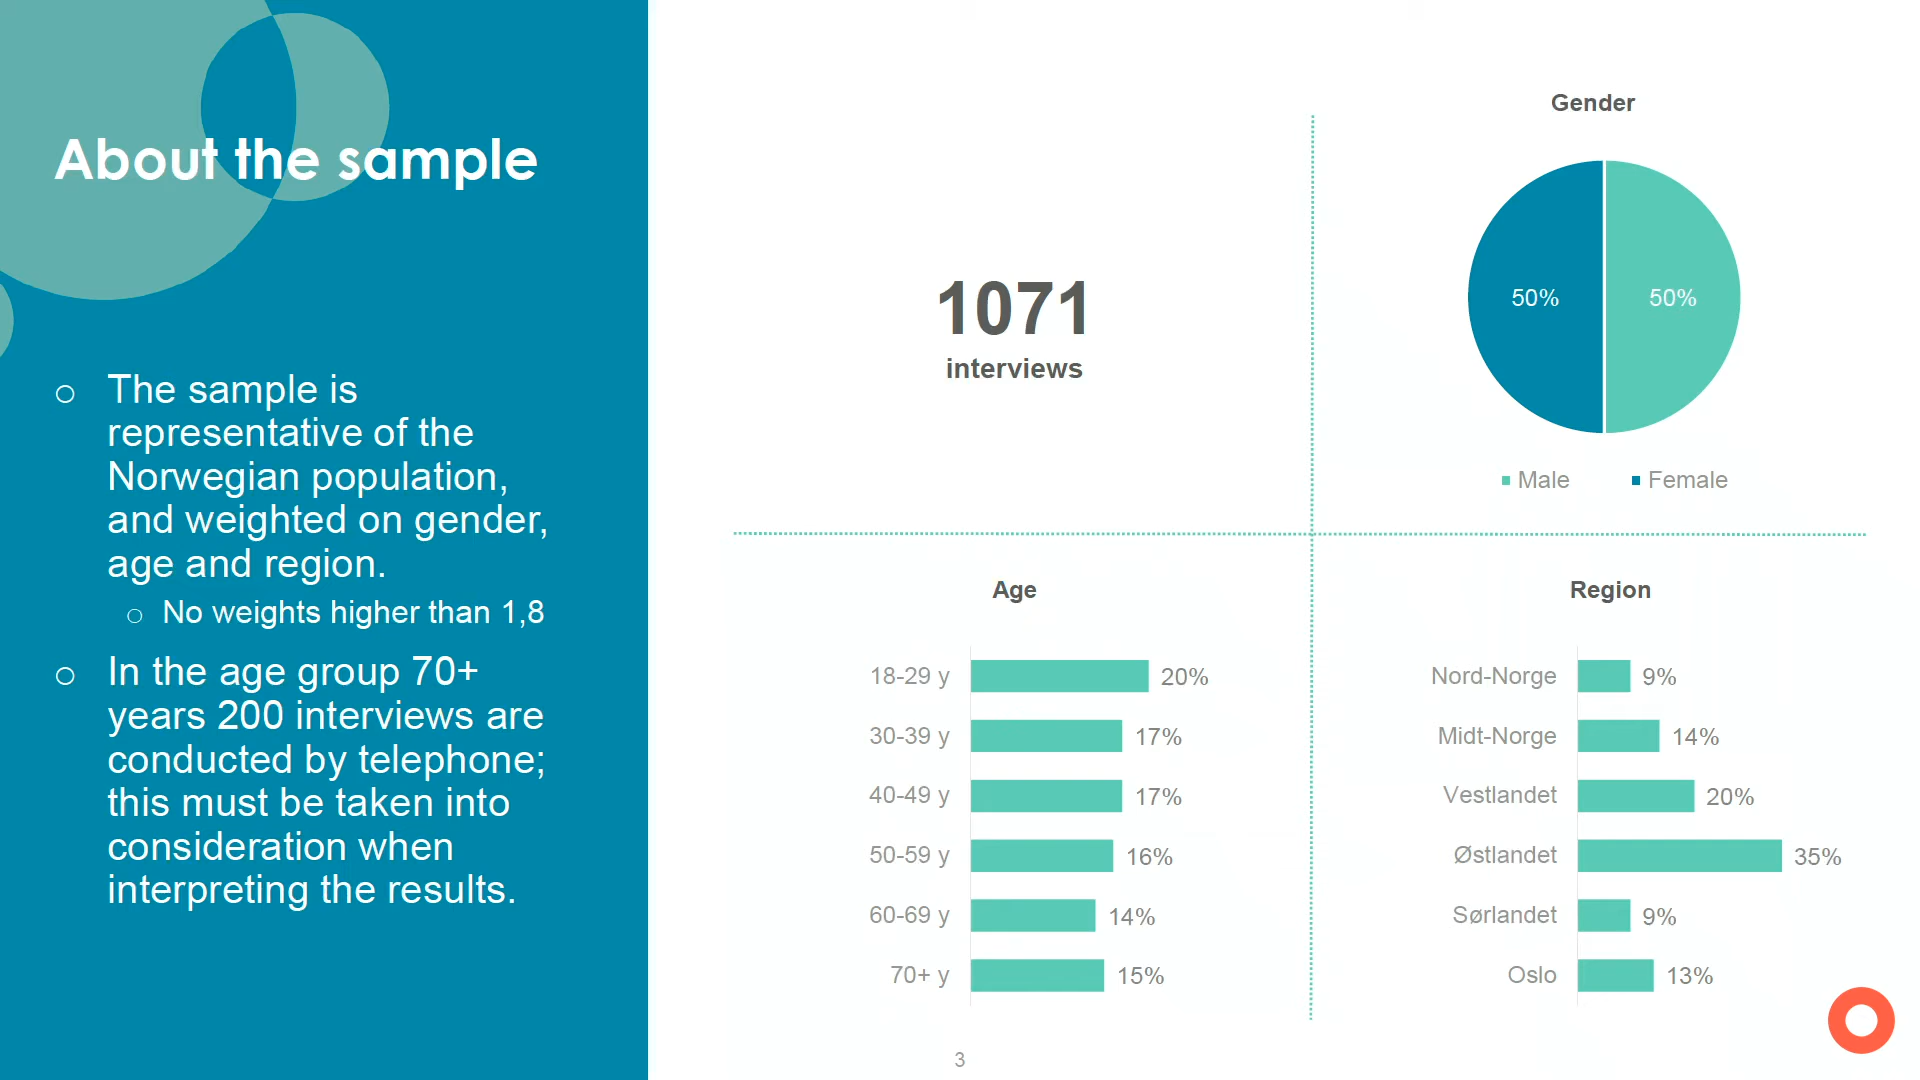 About the sample
○ The sample is
representative of the
Norwegian population,
and weighted on gender,
age and region.
○ No weights higher than 1,8
○ In the age group 70+
years 200 interviews are
conducted by telephone;
this must be taken into
consideration when
interpreting the results.
1071
interviews
Gender
50% 50%
Male Female
Age
18-29 y 20%
30-39 y 17%
40-49 y 17%
50-59 y 16%
60-69 y 14%
70+ y 15%
Region
Nord-Norge 9%
Midt-Norge 14%
Vestlandet 20%
Østlandet 35%
Sørlandet 9%
Oslo 13%
3